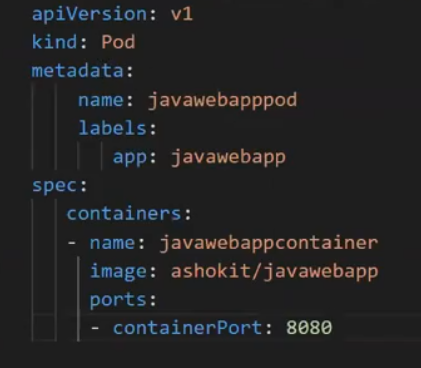 apiVersion: v1
kind: Pod
metadata:
    name: javawebapppod
    labels:
      app: javawebapp
spec:
   containers:
   - name: javawebappcontainer
     image: ashokit/javawebapp
     ports:
     - containerPort: 8080